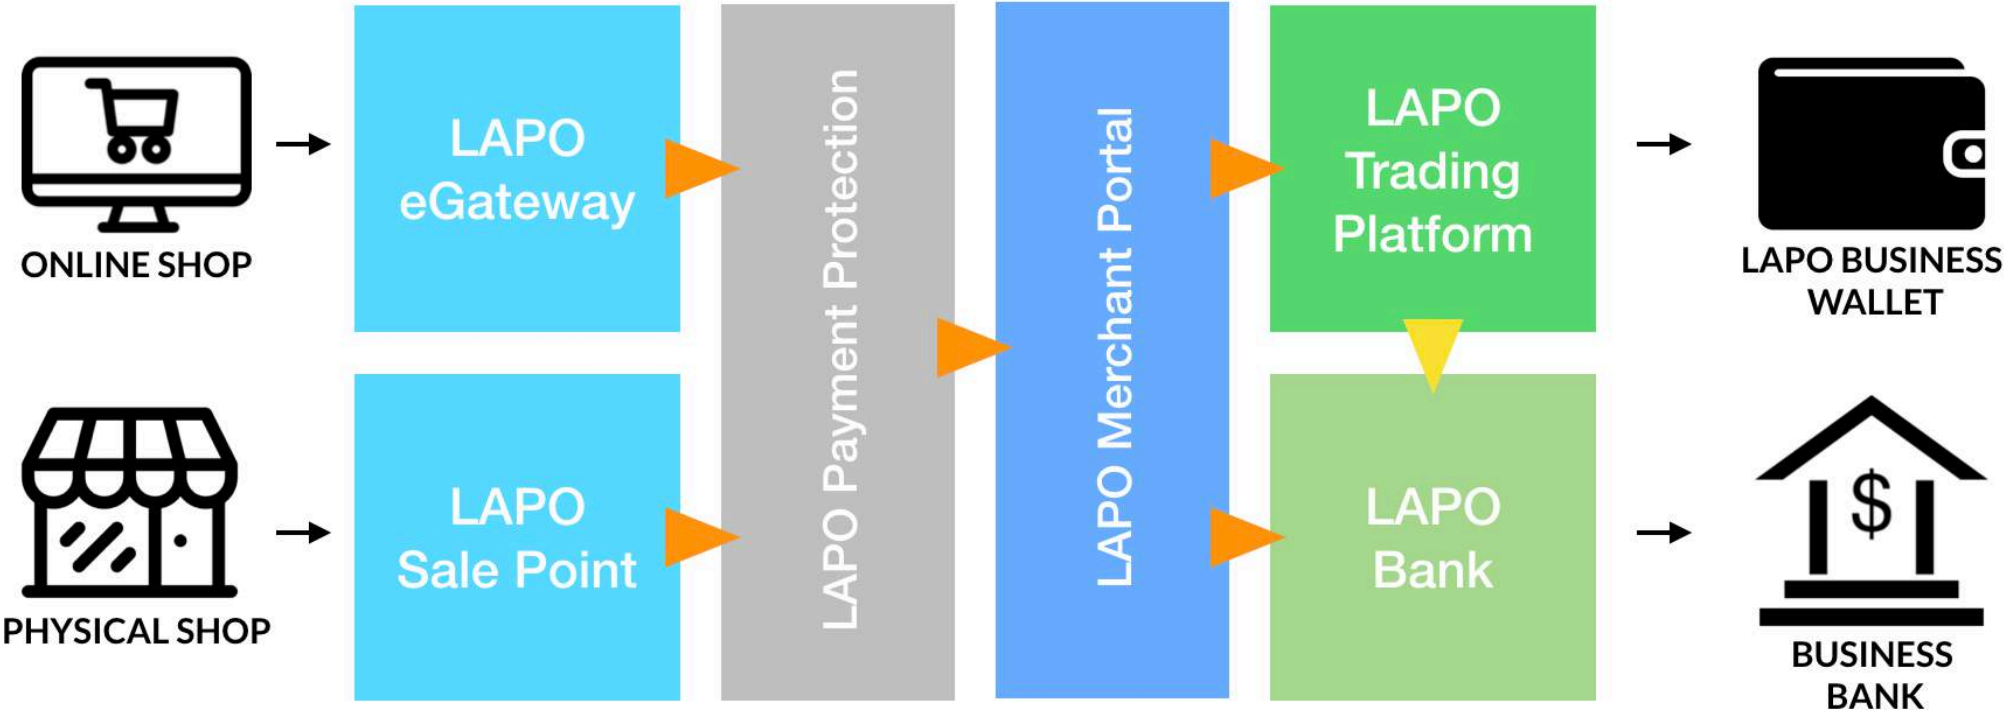 ONLINE SHOP
LAPO
eGateway
PHYSICAL SHOP
LAPO
Sale Point
LAPO Payment Protection
LAPO Merchant Portal
LAPO
Trading
Platform
LAPO
Bank
LAPO BUSINESS
WALLET
$
BUSINESS
BANK